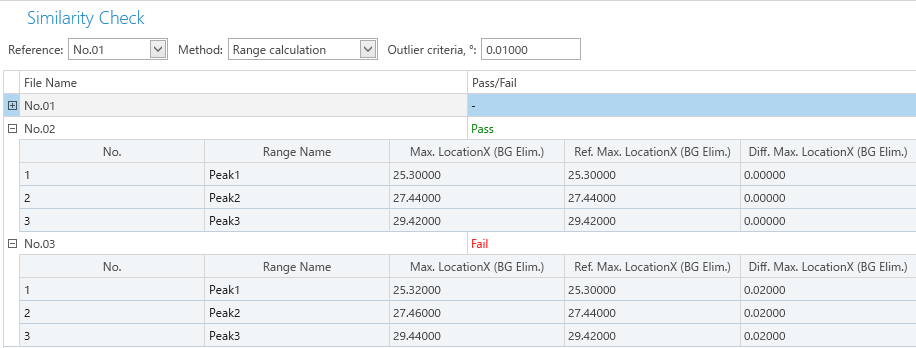 Similarity Check
Reference: No.01 Method: Range calculation Outlier criteria, °: 0.01000
File Name Pass/Fail
No.01 -
No.02 Pass
No. Range Name Max. LocationX (BG Elim.) Ref. Max. LocationX (BG Elim.) Diff. Max. LocationX (BG Elim.)
1 Peak1 25.30000 25.30000 0.00000
2 Peak2 27.44000 27.44000 0.00000
3 Peak3 29.42000 29.42000 0.00000
No.03 Fail
No. Range Name Max. LocationX (BG Elim.) Ref. Max. LocationX (BG Elim.) Diff. Max. LocationX (BG Elim.)
1 Peak1 25.32000 25.30000 0.02000
2 Peak2 27.46000 27.44000 0.02000
3 Peak3 29.44000 29.42000 0.02000